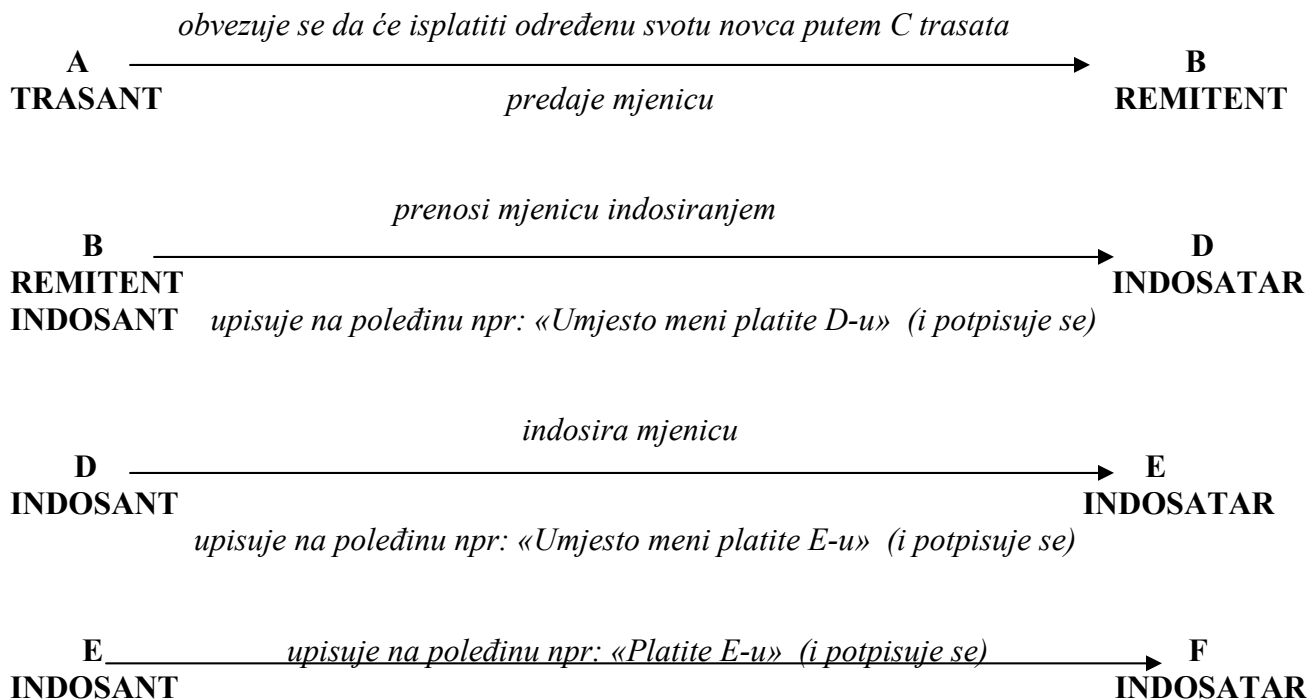 obvezuje se da će isplatiti određenu svotu novca putem C trasata
A B
TRASANT predaje mjenicu REMITENT
prenosi mjenicu indosiranjem
B D
REMITENT INDOSATAR
INDOSANT upisuje na poleđinu npr: «Umjesto meni platite D-u» (i potpisuje se)
indosira mjenicu
D E
INDOSANT INDOSATAR
upisuje na poleđinu npr: «Umjesto meni platite E-u» (i potpisuje se)
E upisuje na poleđinu npr: «Platite E-u» (i potpisuje se) F
INDOSANT INDOSATAR